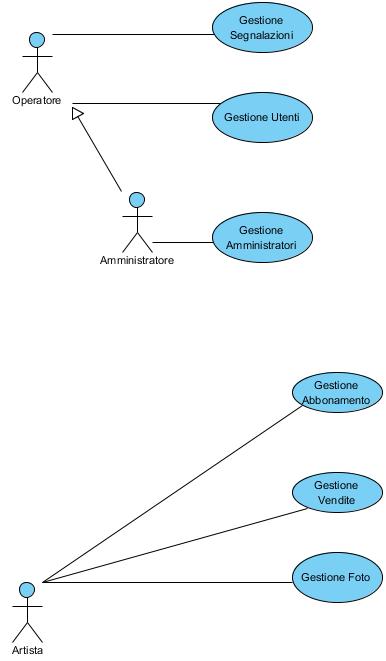 Gestione
Segnalazioni
Operatore
Gestione Utenti
Gestione
Amministratori
Amministratore
Gestione
Abbonamento
Gestione
Vendite
Gestione Foto
Artista